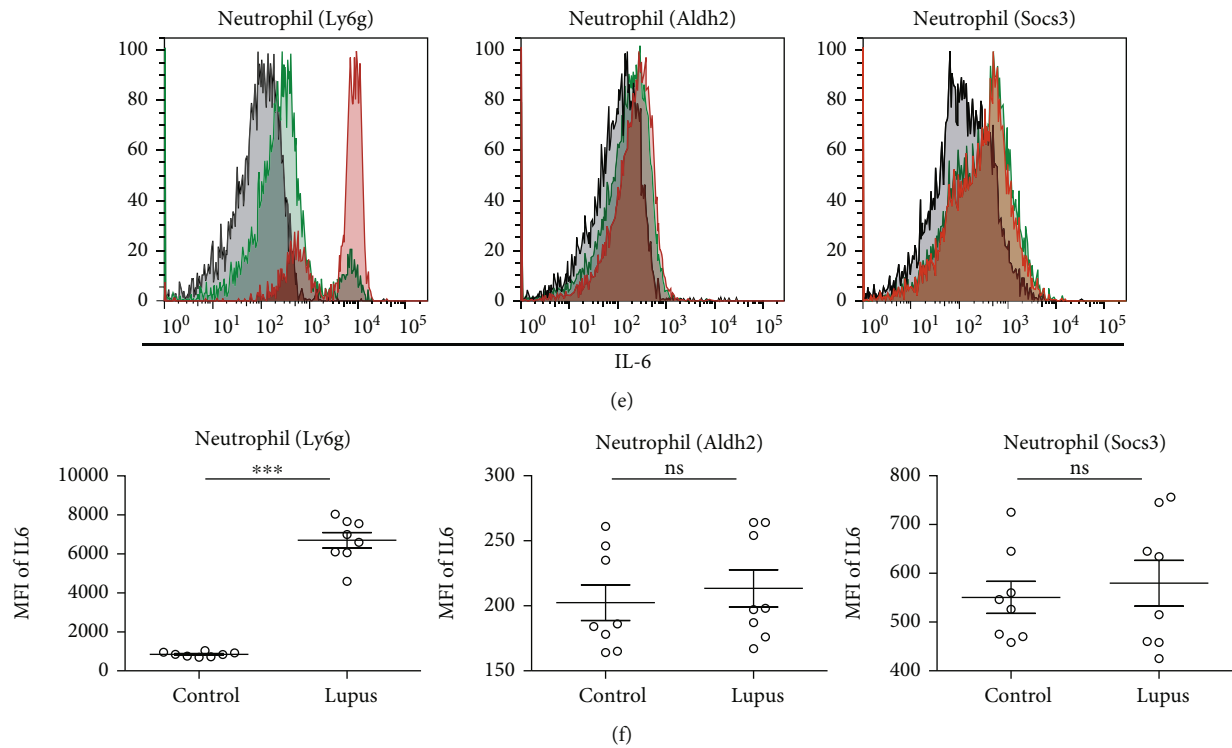 Neutrophil (Ly6g) Neutrophil (Aldh2) Neutrophil (Socs3)
100 100 100
80 80 80
60 60 60
40 40 40
20 20 20
0 0 0
10^0 10^1 10^2 10^3 10^4 10^5 10^0 10^1 10^2 10^3 10^4 10^5 10^0 10^1 10^2 10^3 10^4 10^5
IL-6
(e)
Neutrophil (Ly6g)
***
10000
8000
6000
4000
2000
0
MFI of IL6
Control Lupus
Neutrophil (Aldh2)
ns
300
250
200
150
MFI of IL6
Control Lupus
Neutrophil (Socs3)
ns
800
700
600
500
400
MFI of IL6
Control Lupus
(f)